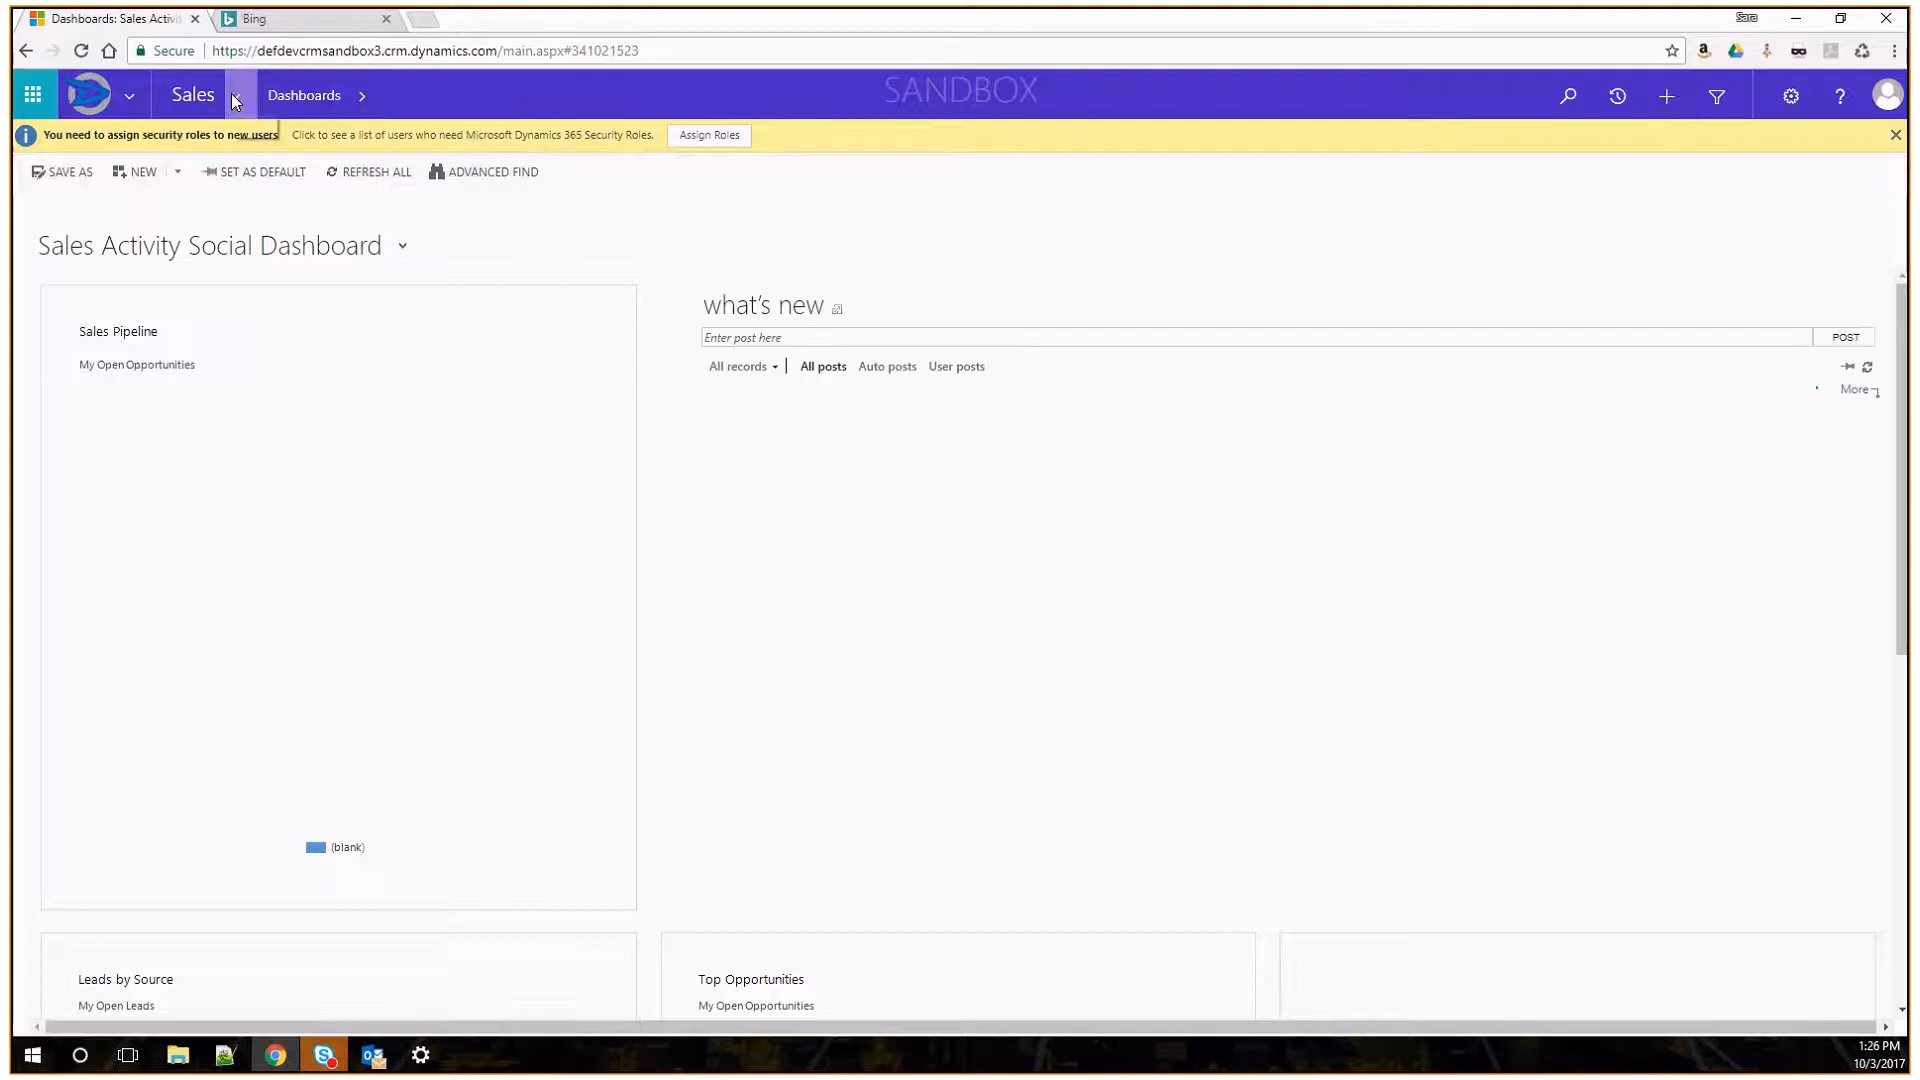 Dashboards: Sales Activit
Bing
Sara
Secure https://defdevcrmsandbox3.crm.dynamics.com/main.aspx#341021523
Sales Dashboards SANDBOX ?
You need to assign security roles to new users Click to see a list of users who need Microsoft Dynamics 365 Security Roles. Assign Roles
SAVE AS NEW SET AS DEFAULT REFRESH ALL ADVANCED FIND
Sales Activity Social Dashboard
what's new
Sales Pipeline
Enter post here POST
My Open Opportunities
All records All posts Auto posts User posts
More
(blank)
Leads by Source
My Open Leads
Top Opportunities
My Open Opportunities
1:26 PM
10/3/2017